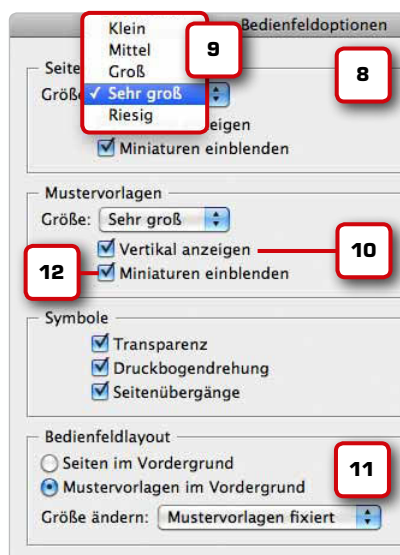 Bedienfeldoptionen
Klein
Mittel
Groß
✓ Sehr groß
Riesig
9
8
Seite
Größe
eigen
Miniaturen einblenden
Mustervorlagen
Größe: Sehr groß
Vertikal anzeigen
10
12
Miniaturen einblenden
Symbole
Transparenz
Druckbogendrehung
Seitenübergänge
Bedienfeldlayout
Seiten im Vordergrund
11
Mustervorlagen im Vordergrund
Größe ändern: Mustervorlagen fixiert